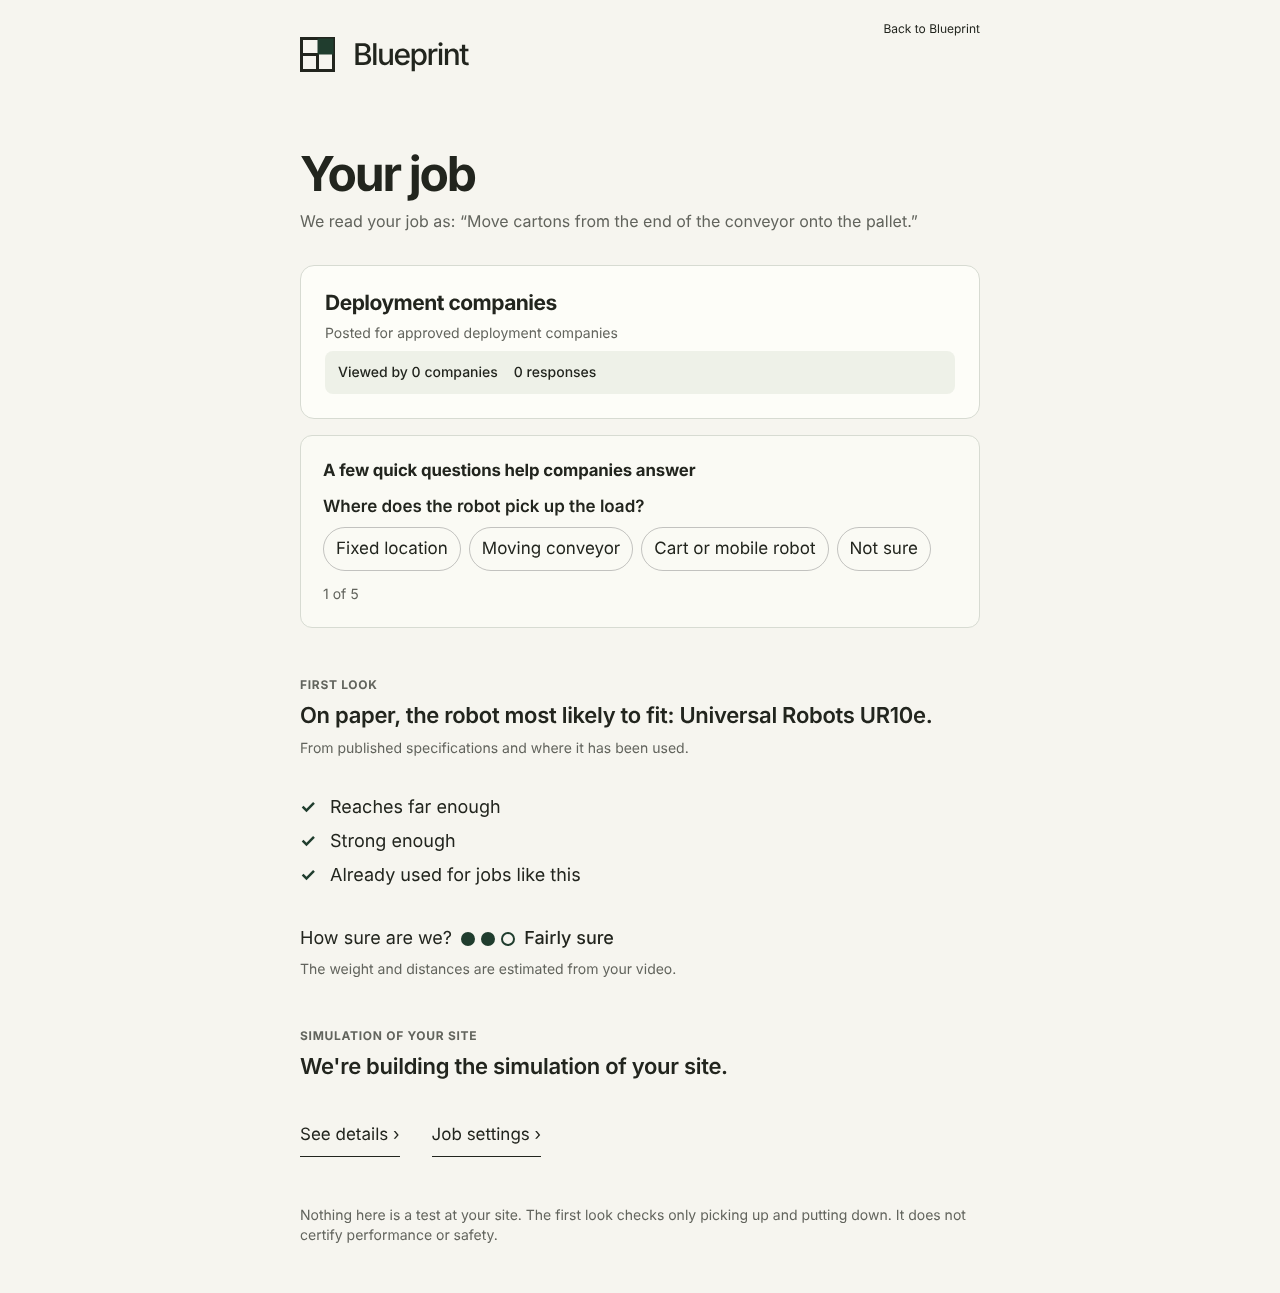 Back to Blueprint
Blueprint
Your job
We read your job as: “Move cartons from the end of the conveyor onto the pallet.”
Deployment companies
Posted for approved deployment companies
Viewed by 0 companies 0 responses
A few quick questions help companies answer
Where does the robot pick up the load?
Fixed location Moving conveyor Cart or mobile robot Not sure
1 of 5
FIRST LOOK
On paper, the robot most likely to fit: Universal Robots UR10e.
From published specifications and where it has been used.
Reaches far enough
Strong enough
Already used for jobs like this
How sure are we? Fairly sure
The weight and distances are estimated from your video.
SIMULATION OF YOUR SITE
We're building the simulation of your site.
See details › Job settings ›
Nothing here is a test at your site. The first look checks only picking up and putting down. It does not
certify performance or safety.